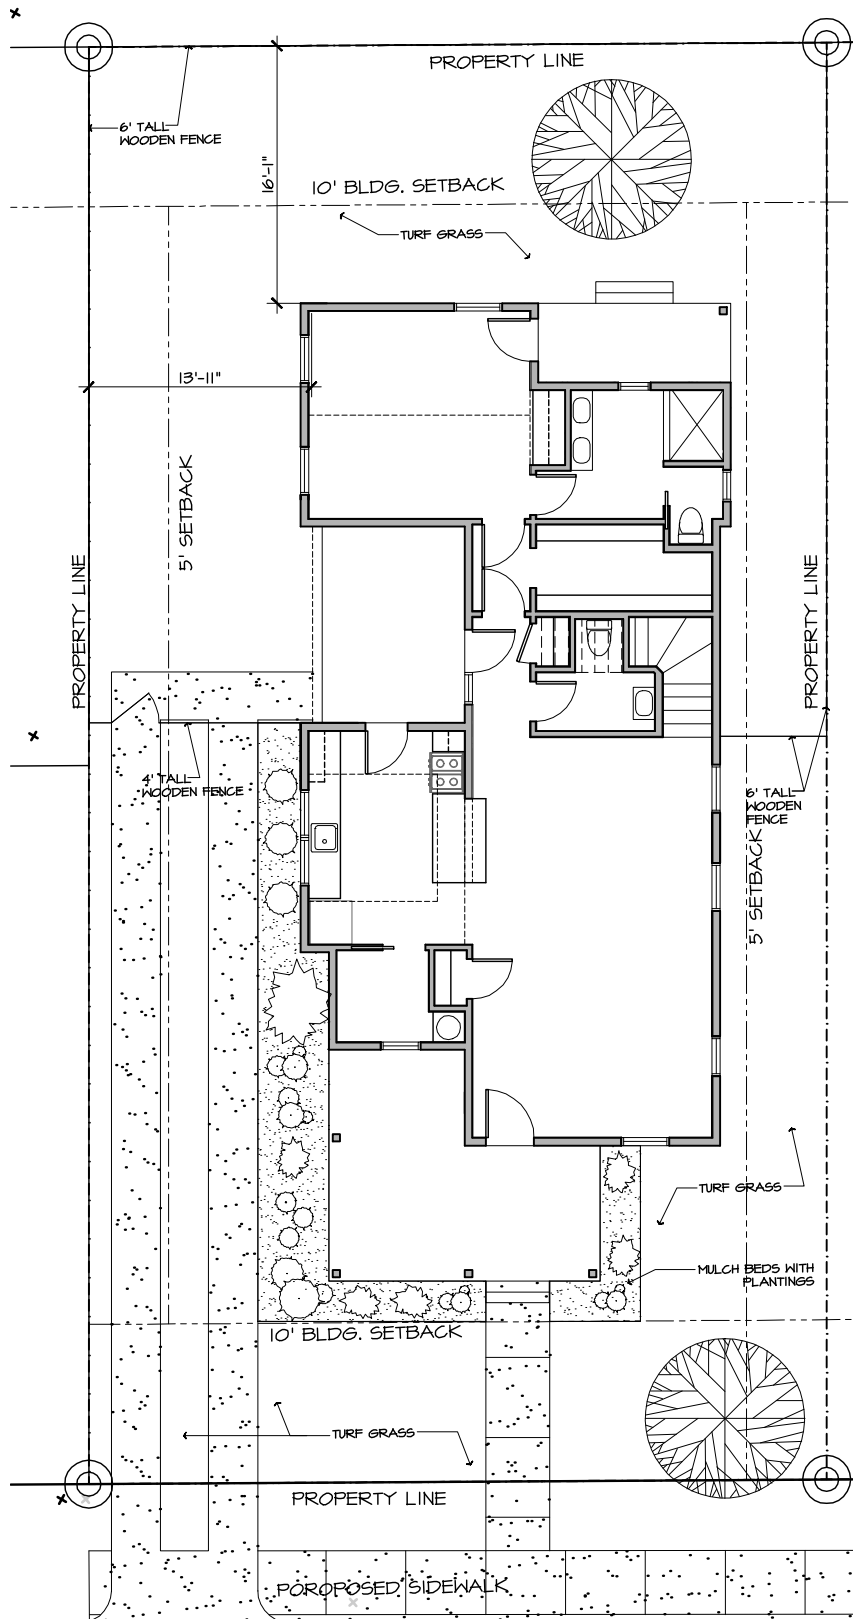 PROPERTY LINE
6' TALL
WOODEN FENCE
16'-1"
10' BLDG. SETBACK
TURF GRASS
13'-11"
5' SETBACK
PROPERTY LINE
PROPERTY LINE
4' TALL
WOODEN FENCE
6' TALL
WOODEN
FENCE
5' SETBACK
TURF GRASS
MULCH BEDS WITH
PLANTINGS
10' BLDG. SETBACK
TURF GRASS
PROPERTY LINE
POROPOSED SIDEWALK